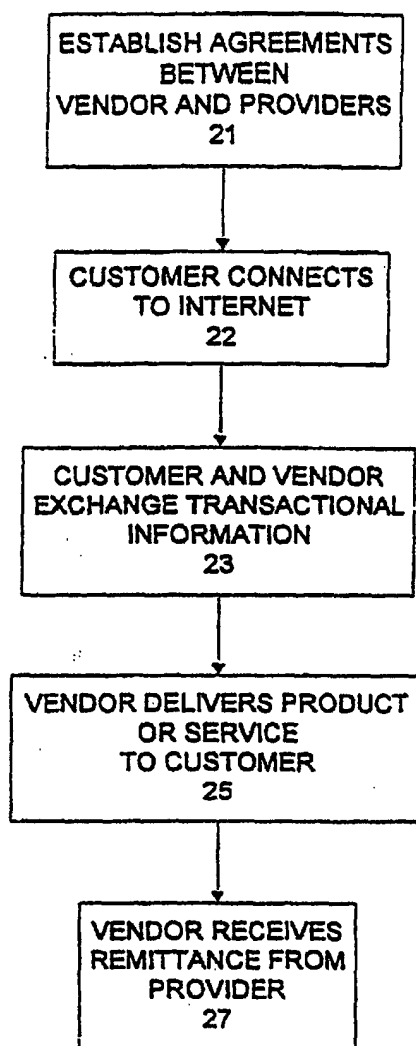 ESTABLISH AGREEMENTS
BETWEEN
VENDOR AND PROVIDERS
21
CUSTOMER CONNECTS
TO INTERNET
22
CUSTOMER AND VENDOR
EXCHANGE TRANSACTIONAL
INFORMATION
23
VENDOR DELIVERS PRODUCT
OR SERVICE
TO CUSTOMER
25
VENDOR RECEIVES
REMITTANCE FROM
PROVIDER
27